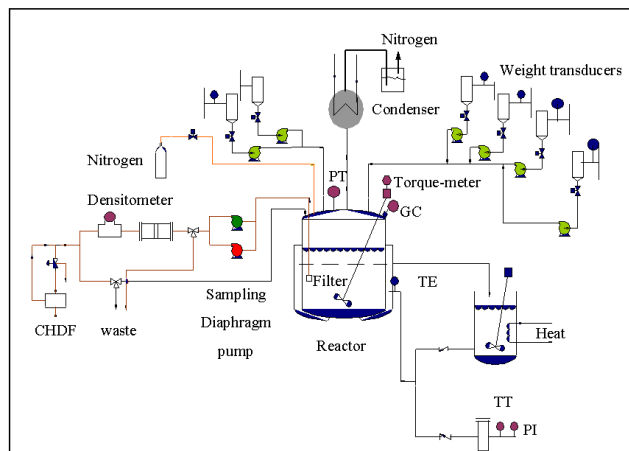 Nitrogen
Weight transducers
Condenser
Nitrogen
PT
Torque-meter
Densitometer
GC
Filter
TE
Sampling
Diaphragm
pump
CHDF
waste
Reactor
Heat
TT
PI